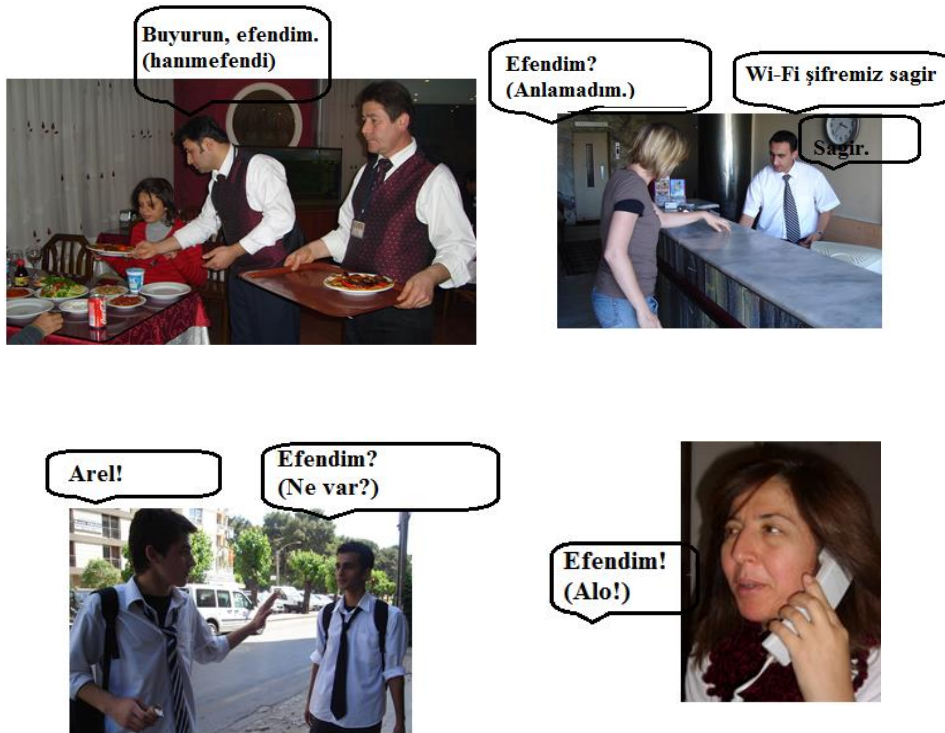 Buyurun, efendim.
(hanımefendi)
Efendim?
(Anlamadım.)
Wi-Fi şifremiz sagir
Sagir.
Arel!
Efendim?
(Ne var?)
Efendim!
(Alo!)